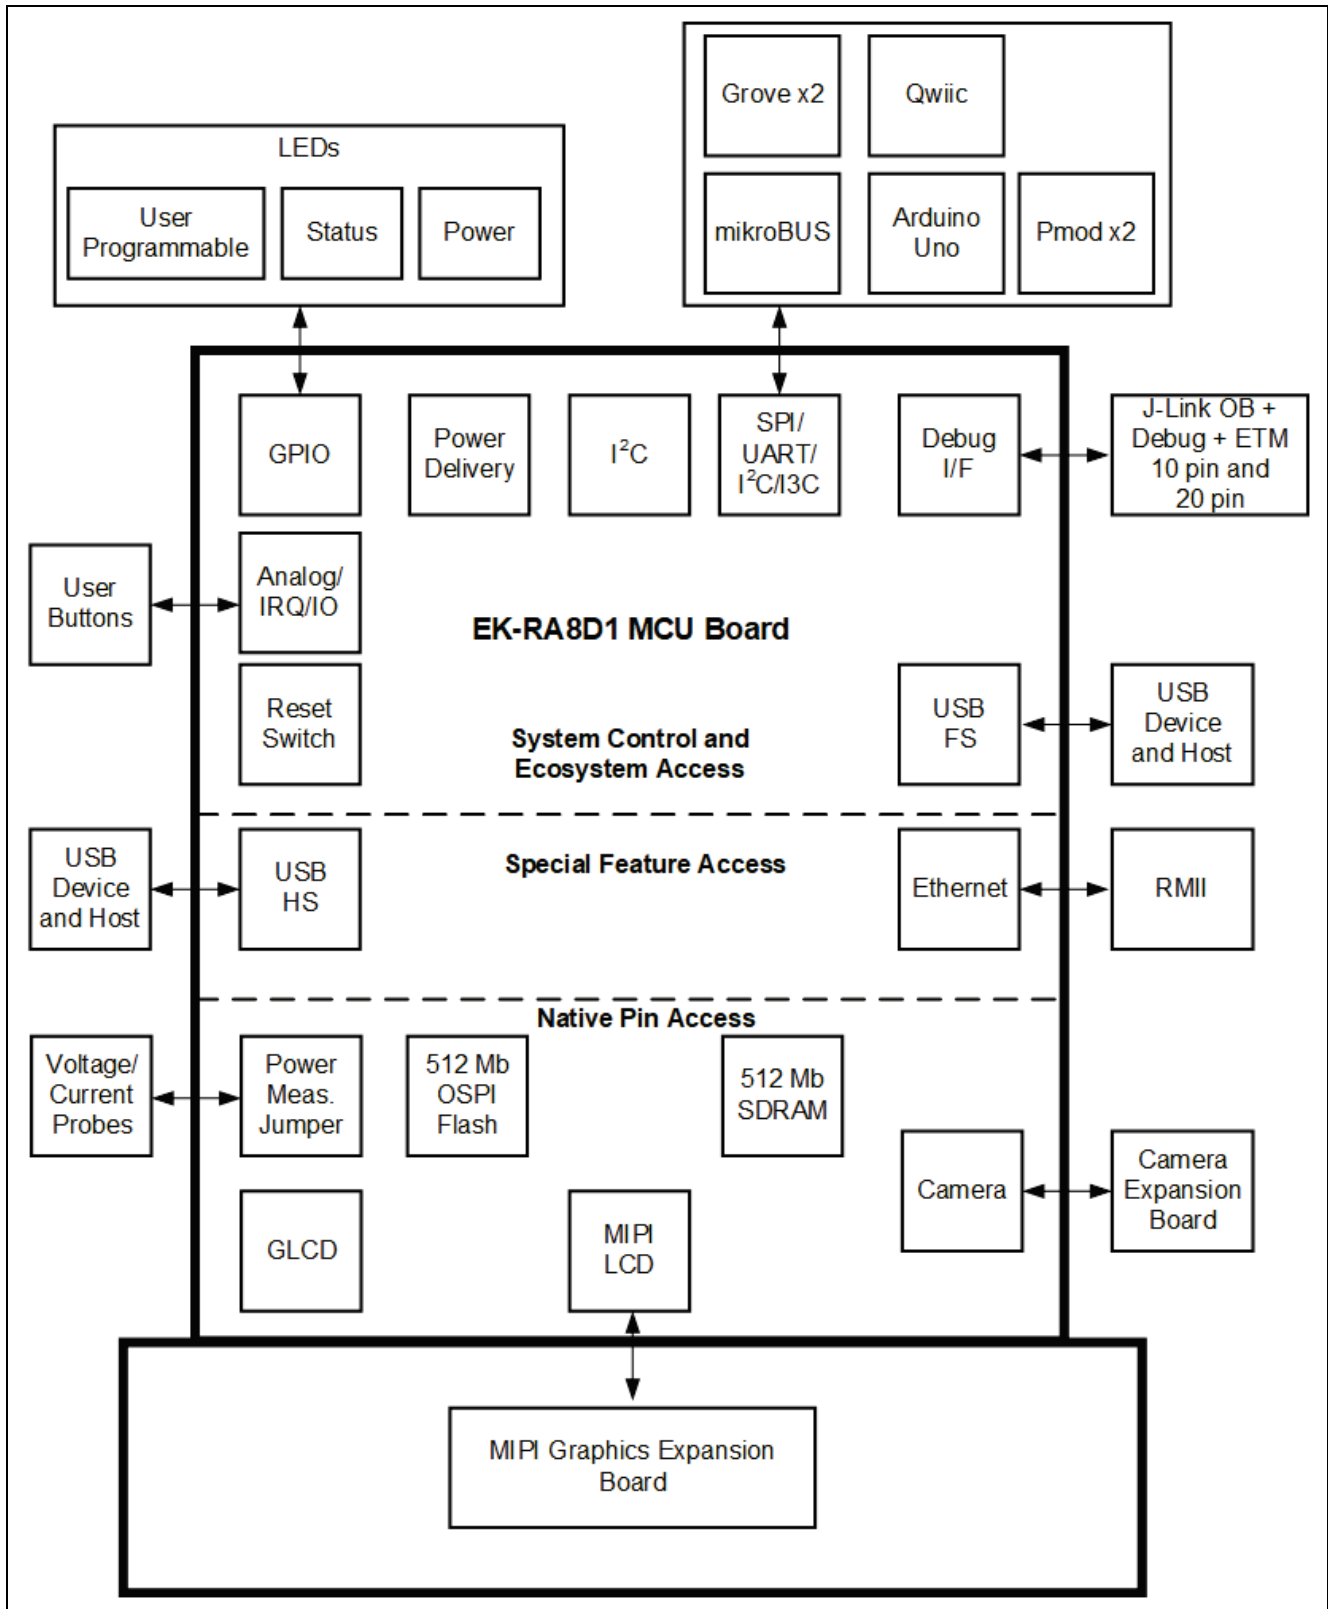 Grove x2
Qwiic
LEDs
User
Programmable
Status
Power
mikroBUS
Arduino
Uno
Pmod x2
GPIO
Power
Delivery
I²C
SPI/
UART/
I²C/I3C
Debug
I/F
J-Link OB +
Debug + ETM
10 pin and
20 pin
User
Buttons
Analog/
IRQ/IO
EK-RA8D1 MCU Board
Reset
Switch
System Control and
Ecosystem Access
USB
FS
USB
Device
and Host
USB
Device
and Host
USB
HS
Special Feature Access
Ethernet
RMII
Native Pin Access
Voltage/
Current
Probes
Power
Meas.
Jumper
512 Mb
OSPI
Flash
512 Mb
SDRAM
Camera
Camera
Expansion
Board
GLCD
MIPI
LCD
MIPI Graphics Expansion
Board